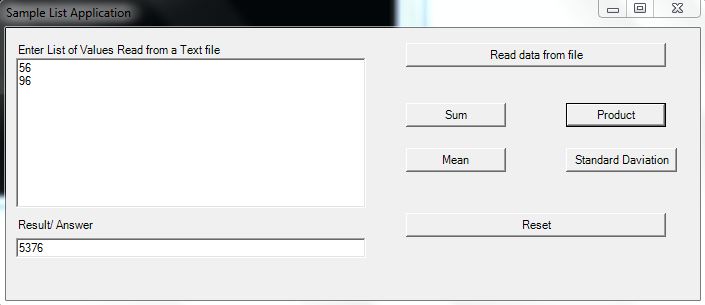 Sample List Application
Enter List of Values Read from a Text file
Read data from file
56
96
Sum
Product
Mean
Standard Daviation
Result/ Answer
Reset
5376